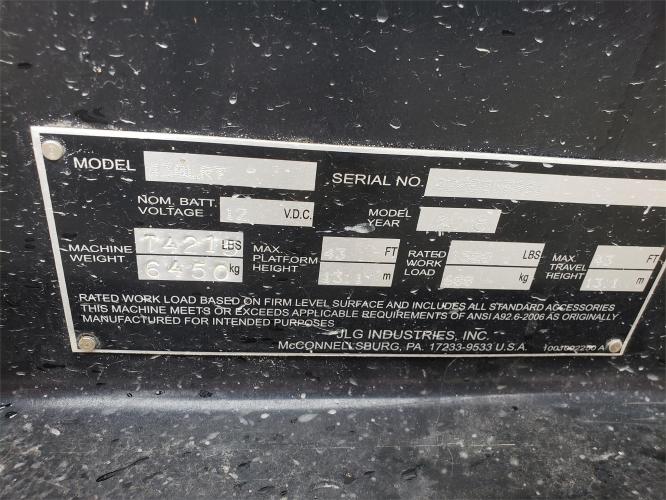 MODEL
SERIAL NO.
NOM. BATT. VOLTAGE 12 V.D.C. MODEL YEAR
MACHINE WEIGHT 14219 LBS MAX. PLATFORM HEIGHT 43 FT RATED WORK LOAD LBS MAX. TRAVEL HEIGHT 43 FT
6450 kg 13.1 m kg 13.1 m
RATED WORK LOAD BASED ON FIRM LEVEL SURFACE AND INCLUDES ALL STANDARD ACCESSORIES
THIS MACHINE MEETS OR EXCEEDS APPLICABLE REQUIREMENTS OF ANSI A92.6-2006 AS ORIGINALLY
MANUFACTURED FOR INTENDED PURPOSES
JLG INDUSTRIES, INC.
McCONNELLSBURG, PA. 17233-9533 U.S.A.